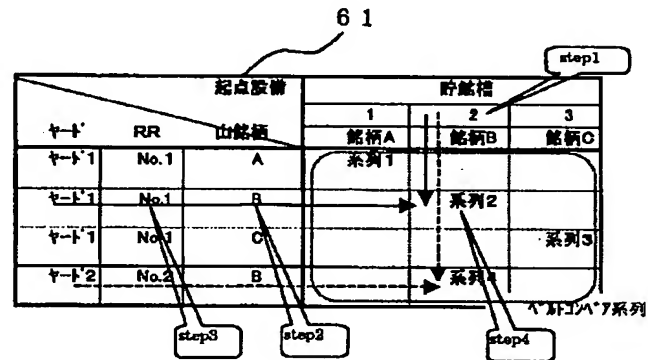 61
step1
起点設備 貯鉱槽
1 2 3
ヤード RR 山銘柄 銘柄A 銘柄B 銘柄C
ヤード1 No.1 A 系列1
ヤード1 No.1 B 系列2
ヤード1 No.1 C 系列3
ヤード2 No.2 B 系列4
ベルトコンベア系列
step3 step2 step4